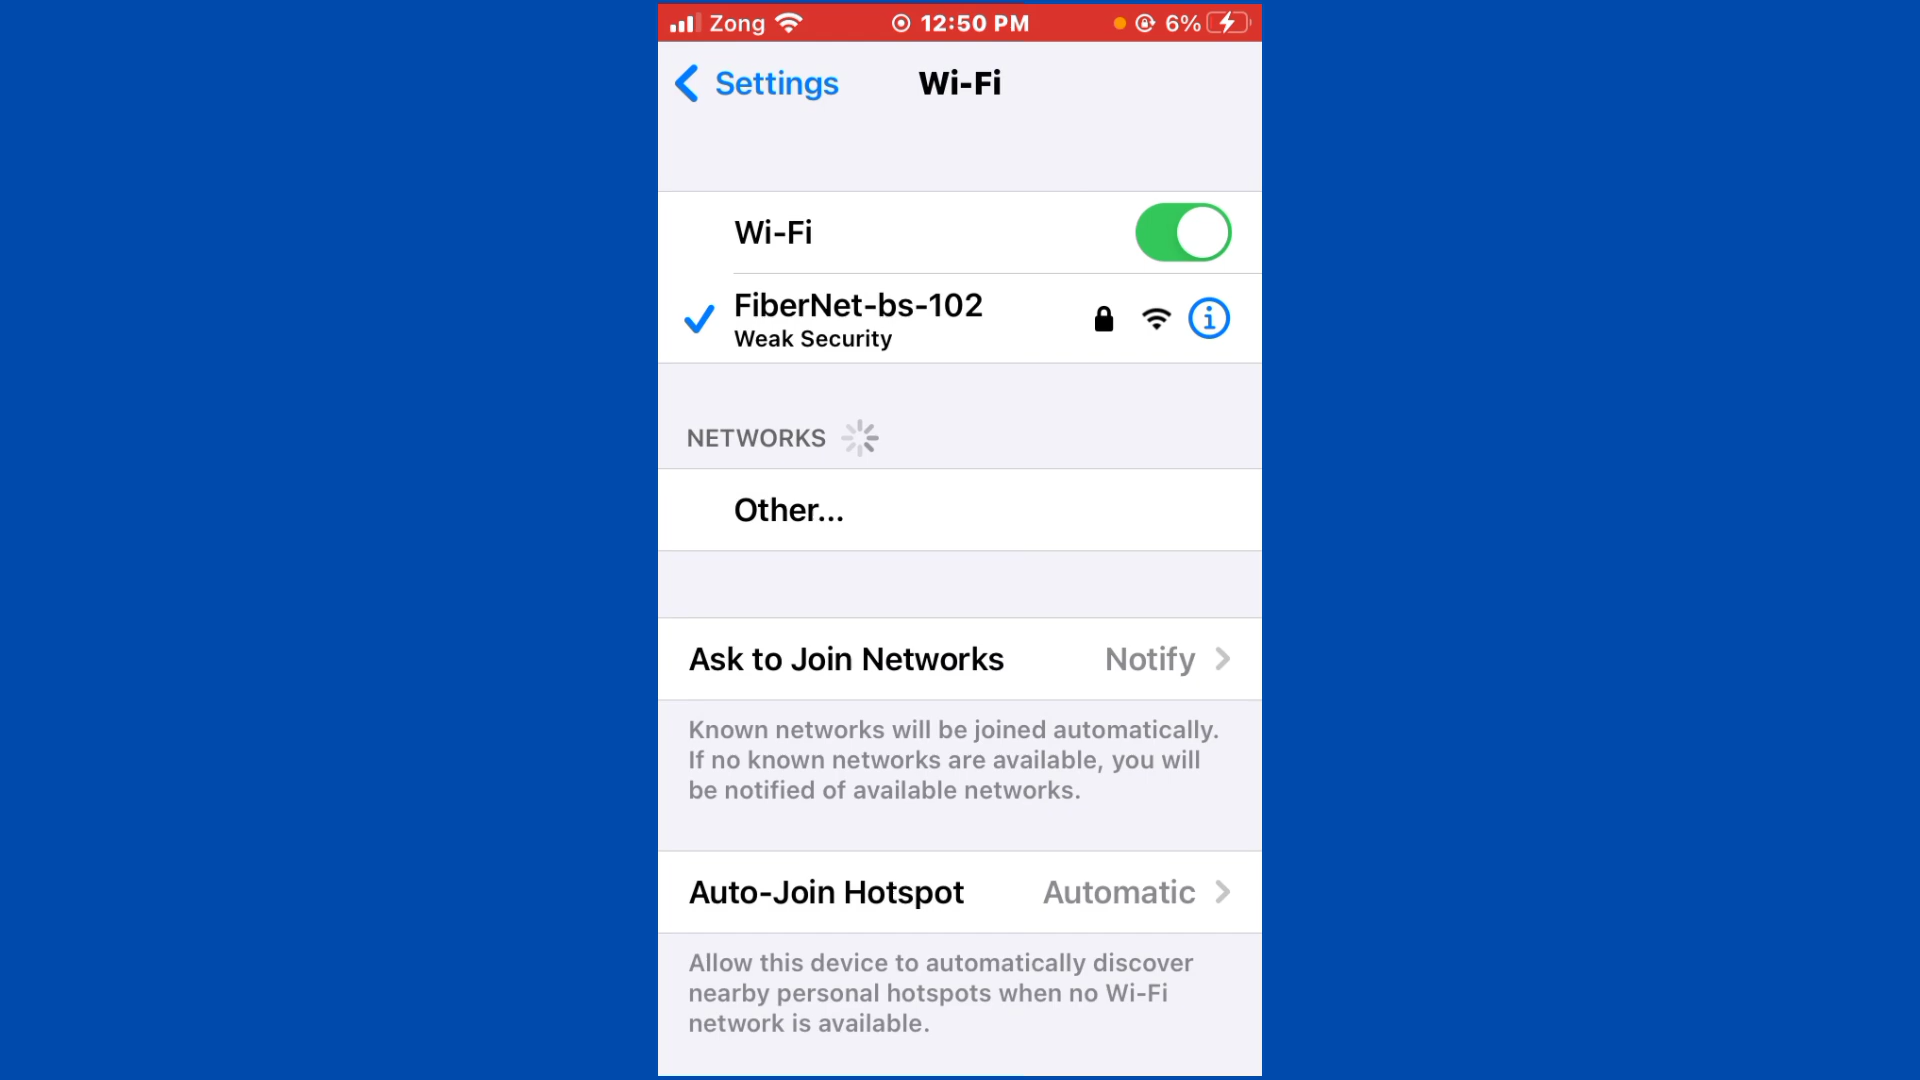 Zong 12:50 PM 6%
Settings Wi-Fi
Wi-Fi
FiberNet-bs-102
Weak Security
NETWORKS
Other...
Ask to Join Networks Notify
Known networks will be joined automatically.
If no known networks are available, you will
be notified of available networks.
Auto-Join Hotspot Automatic
Allow this device to automatically discover
nearby personal hotspots when no Wi-Fi
network is available.